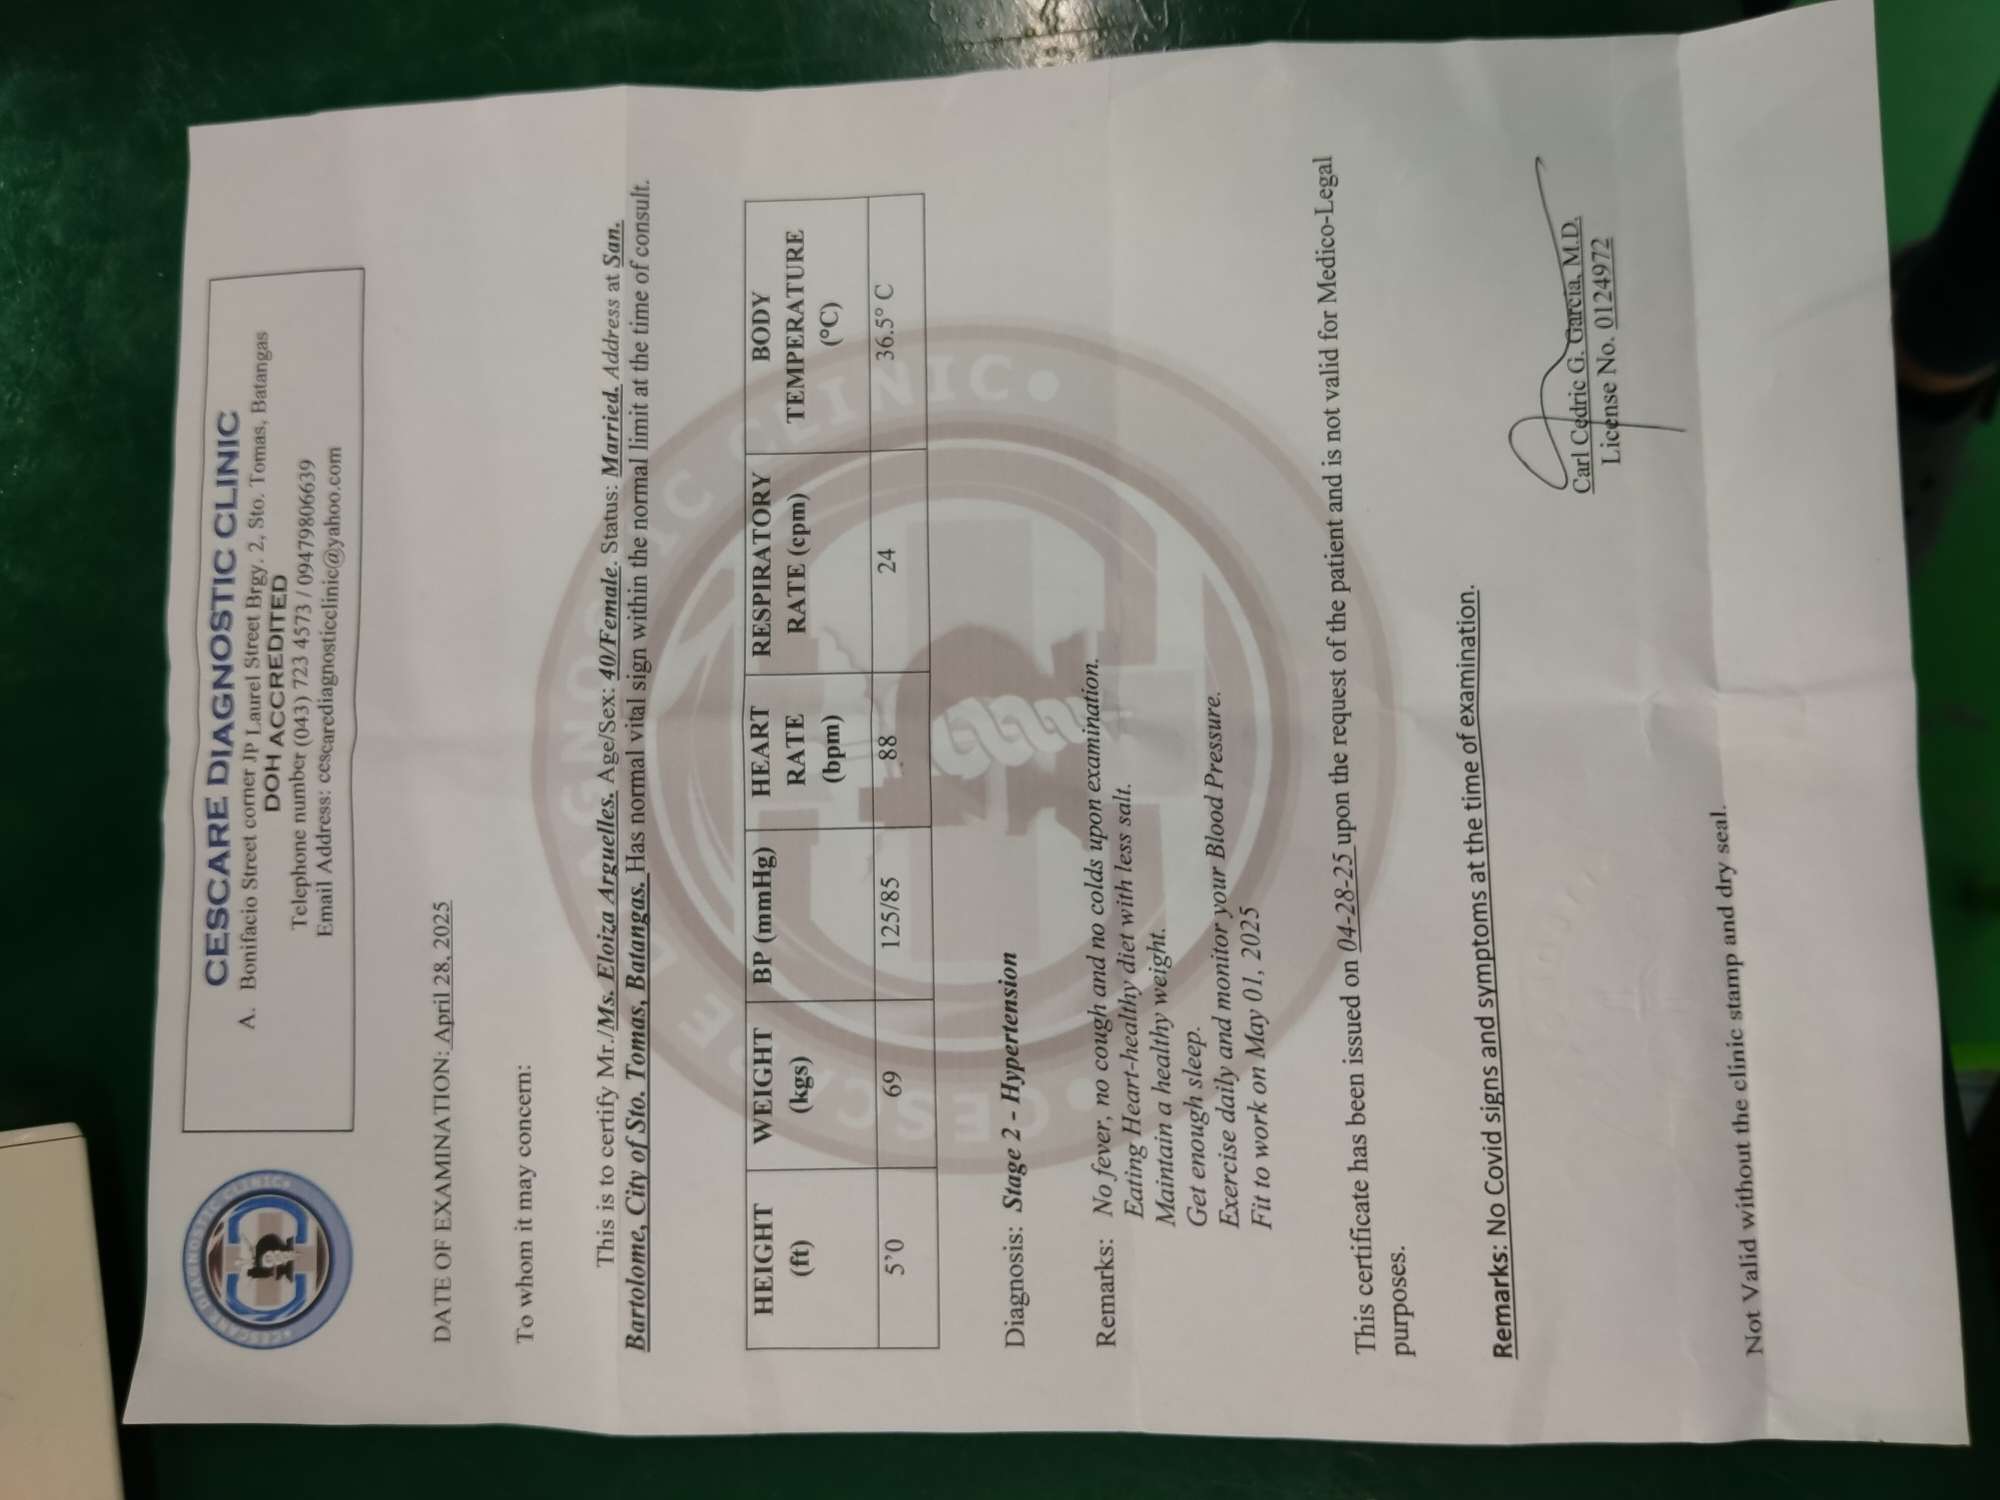 CESCARE DIAGNOSTIC CLINIC
A. Bonifacio Street corner JP Laurel Street Brgy. 2, Sto. Tomas, Batangas
DOH ACCREDITED
Telephone number (043) 723 4573 / 09479806639
Email Address: cescarediagnosticclinic@yahoo.com
CESCARE DIAGNOSTIC CLINIC
DATE OF EXAMINATION: April 28, 2025
To whom it may concern:
This is to certify Mr./Ms. Eloiza Arguelles. Age/Sex: 40/Female. Status: Married. Address at San.
Bartolome, City of Sto. Tomas, Batangas. Has normal vital sign within the normal limit at the time of consult.
HEIGHT (ft) WEIGHT (kgs) BP (mmHg) HEART RATE (bpm) RESPIRATORY RATE (cpm) BODY TEMPERATURE (°C)
5'0 69 125/85 88 24 36.5° C
CESCARE DIAGNOSTIC CLINIC
Diagnosis: Stage 2 - Hypertension
Remarks: No fever, no cough and no colds upon examination.
Eating Heart-healthy diet with less salt.
Maintain a healthy weight.
Get enough sleep.
Exercise daily and monitor your Blood Pressure.
Fit to work on May 01, 2025
This certificate has been issued on 04-28-25 upon the request of the patient and is not valid for Medico-Legal
purposes.
Remarks: No Covid signs and symptoms at the time of examination.
Carl Cedric G. Garcia, M.D.
License No. 0124972
Not Valid without the clinic stamp and dry seal.